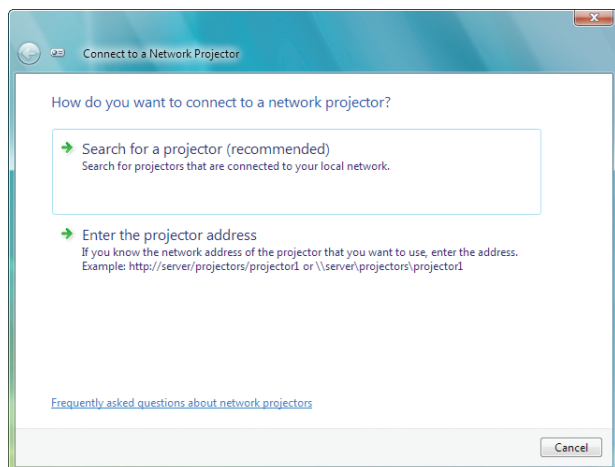 Connect to a Network Projector
How do you want to connect to a network projector?
Search for a projector (recommended)
Search for projectors that are connected to your local network.
Enter the projector address
If you know the network address of the projector that you want to use, enter the address.
Example: http://server/projectors/projector1 or \\server\projectors\projector1
Frequently asked questions about network projectors
Cancel